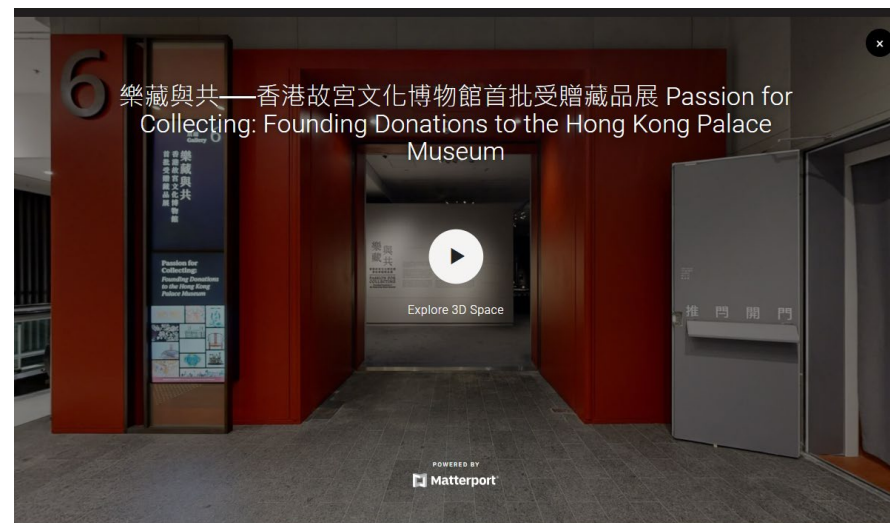 樂藏與共——香港故宮文化博物館首批受贈藏品展 Passion for
Collecting: Founding Donations to the Hong Kong Palace
Museum
6
Gallery 6
樂藏與共
香港故宮文化博物館
首批受贈藏品展
Passion for
Collecting:
Founding Donations
to the Hong Kong
Palace Museum
樂與
藏共
Explore 3D Space
推門開門
POWERED BY
Matterport